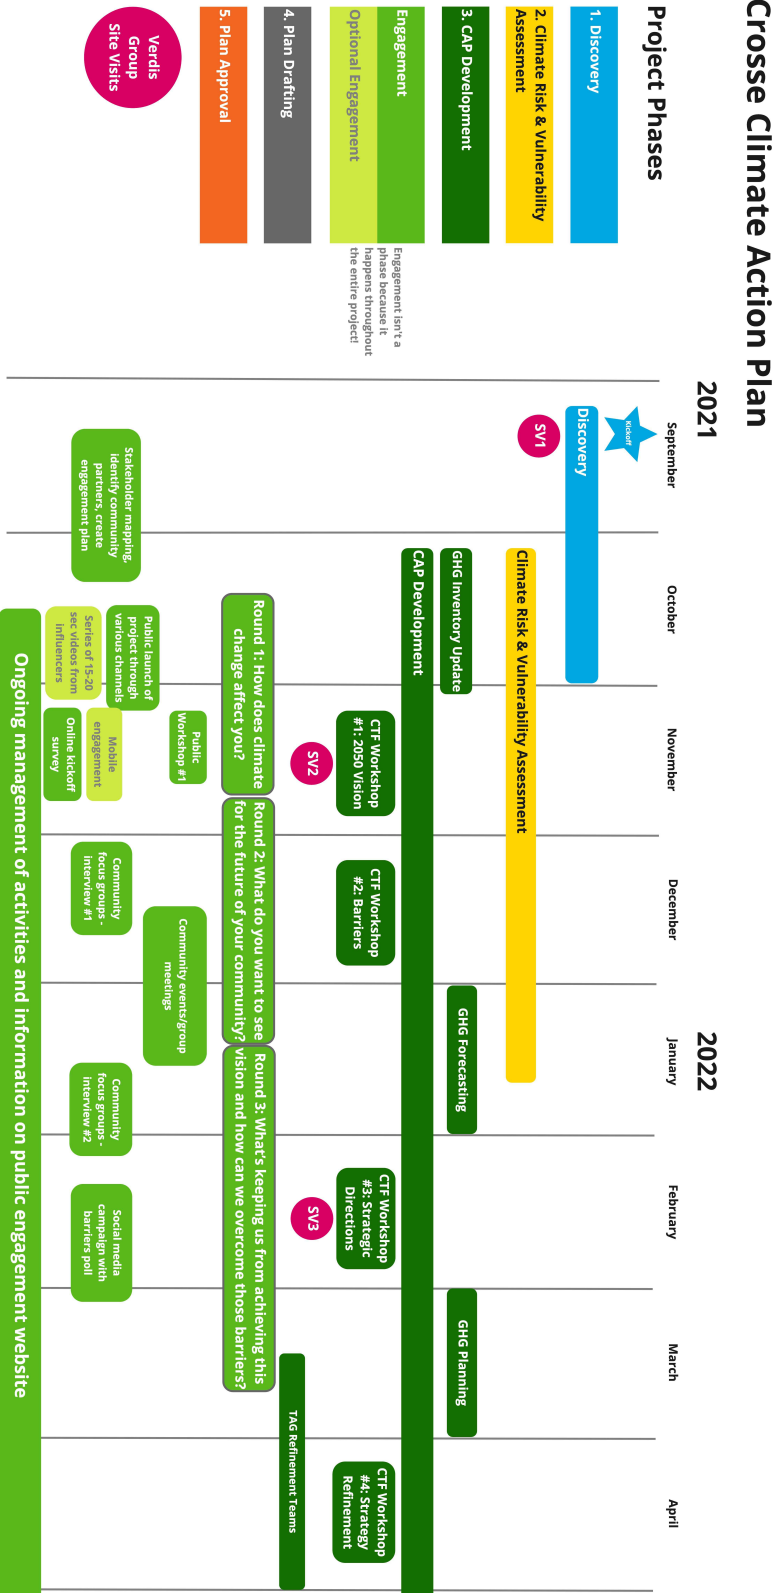 Crosse Climate Action Plan
Project Phases
1. Discovery
2. Climate Risk & Vulnerability
Assessment
3. CAP Development
Engagement
Optional Engagement
Engagement isn't a
phase because it
happens throughout
the entire project!
4. Plan Drafting
5. Plan Approval
Verdis
Group
Site Visits
2021
2022
September
October
November
December
January
February
March
April
Kickoff
Discovery
SV1
Climate Risk & Vulnerability Assessment
GHG Inventory Update
GHG Forecasting
GHG Planning
CAP Development
CTF Workshop
#1: 2050 Vision
CTF Workshop
#2: Barriers
CTF Workshop
#3: Strategic
Directions
CTF Workshop
#4: Strategy
Refinement
SV2
SV3
TAG Refinement Teams
Round 1: How does climate
change affect you?
Round 2: What do you want to see
for the future of your community?
Round 3: What's keeping us from achieving this
vision and how can we overcome those barriers?
Public
Workshop #1
Community events/group
meetings
Stakeholder mapping,
identify community
partners, create
engagement plan
Public launch of
project through
various channels
Series of 15-20
sec videos from
influencers
Mobile
engagement
Online kickoff
survey
Community
focus groups -
interview #1
Community
focus groups -
interview #2
Social media
campaign with
barriers poll
Ongoing management of activities and information on public engagement website